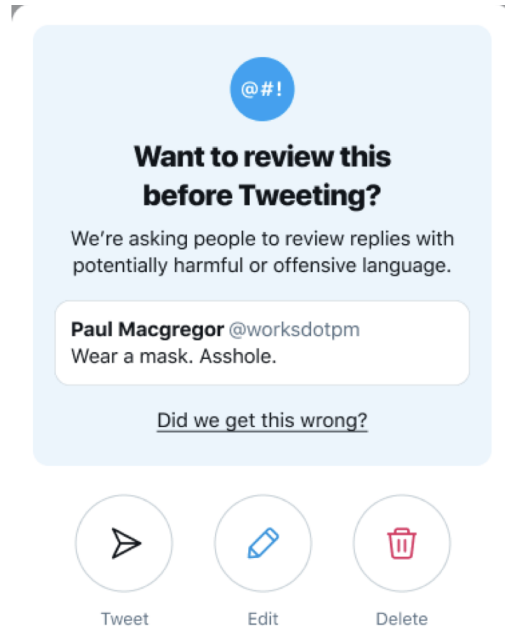 @#!
Want to review this
before Tweeting?
We're asking people to review replies with
potentially harmful or offensive language.
Paul Macgregor @worksdotpm
Wear a mask. Asshole.
Did we get this wrong?
Tweet Edit Delete